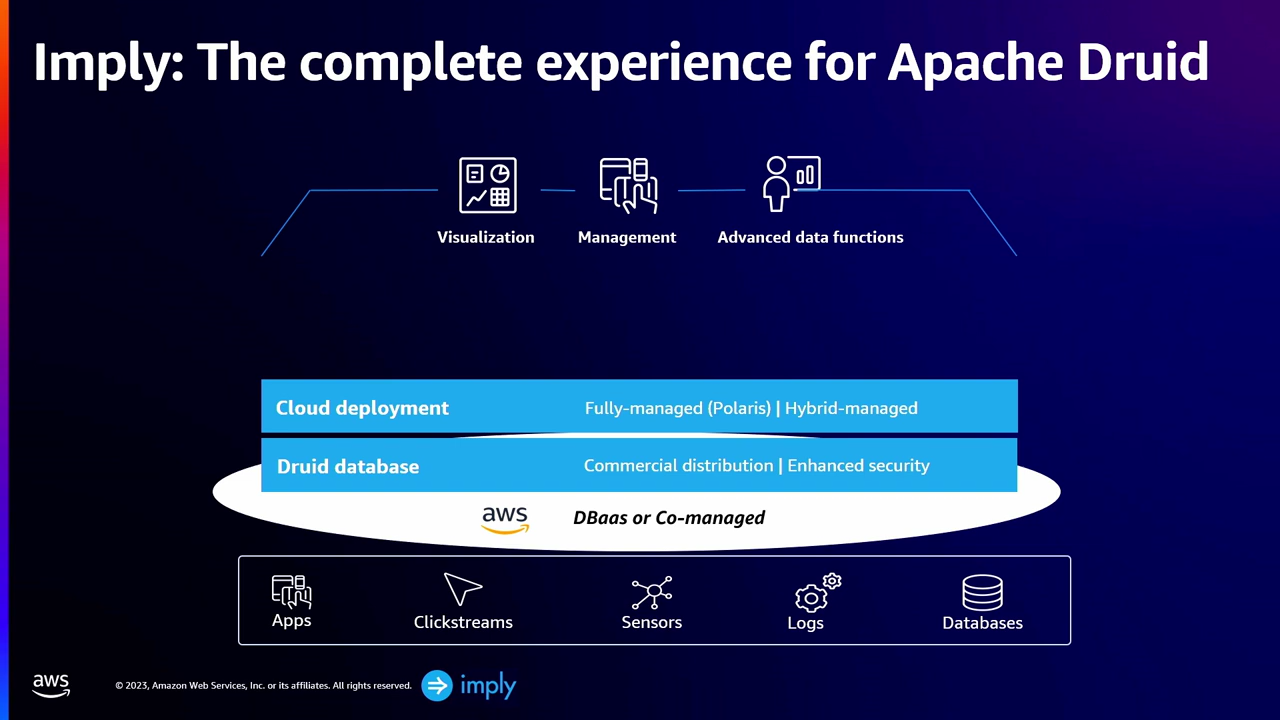 Imply: The complete experience for Apache Druid
Visualization
Management
Advanced data functions
Cloud deployment
Fully-managed (Polaris) | Hybrid-managed
Druid database
Commercial distribution | Enhanced security
aws
DBaas or Co-managed
Apps
Clickstreams
Sensors
Logs
Databases
aws
© 2023, Amazon Web Services, Inc. or its affiliates. All rights reserved.
imply